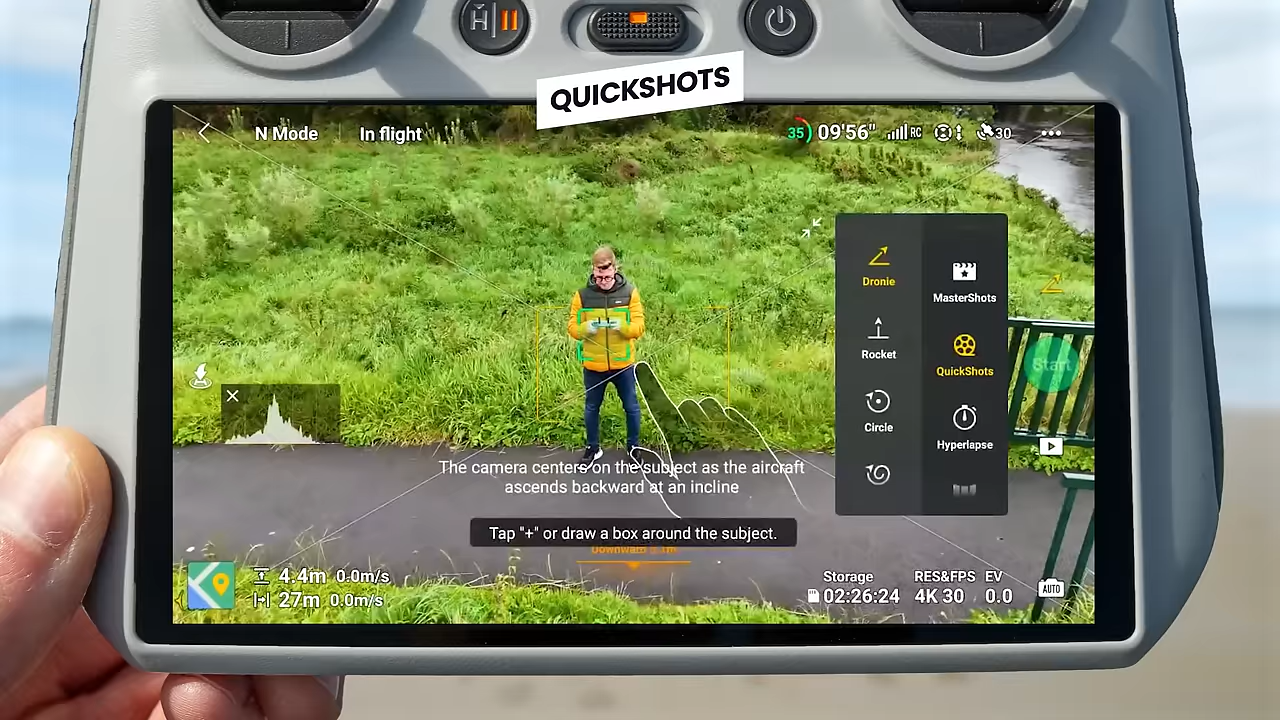 H
QUICKSHOTS
N Mode
In flight
35
09'56"
RC
30
Dronie
MasterShots
Rocket
QuickShots
Start
Circle
Hyperlapse
The camera centers on the subject as the aircraft
ascends backward at an incline
Tap "+" or draw a box around the subject.
4.4m 0.0m/s
27m 0.0m/s
Storage
02:26:24
RES&FPS
4K 30
EV
0.0
AUTO